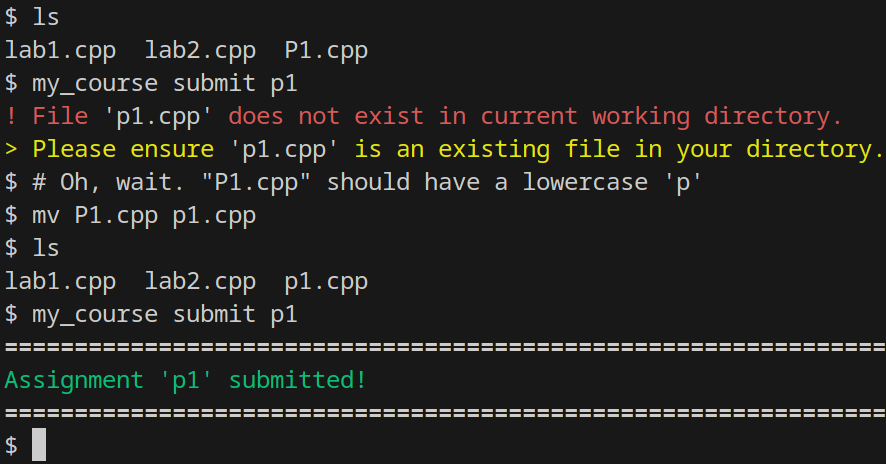 $ ls
lab1.cpp  lab2.cpp  P1.cpp
$ my_course submit p1
! File 'p1.cpp' does not exist in current working directory.
> Please ensure 'p1.cpp' is an existing file in your directory.
$ # Oh, wait. "P1.cpp" should have a lowercase 'p'
$ mv P1.cpp p1.cpp
$ ls
lab1.cpp  lab2.cpp  p1.cpp
$ my_course submit p1
===============================================================
Assignment 'p1' submitted!
===============================================================
$